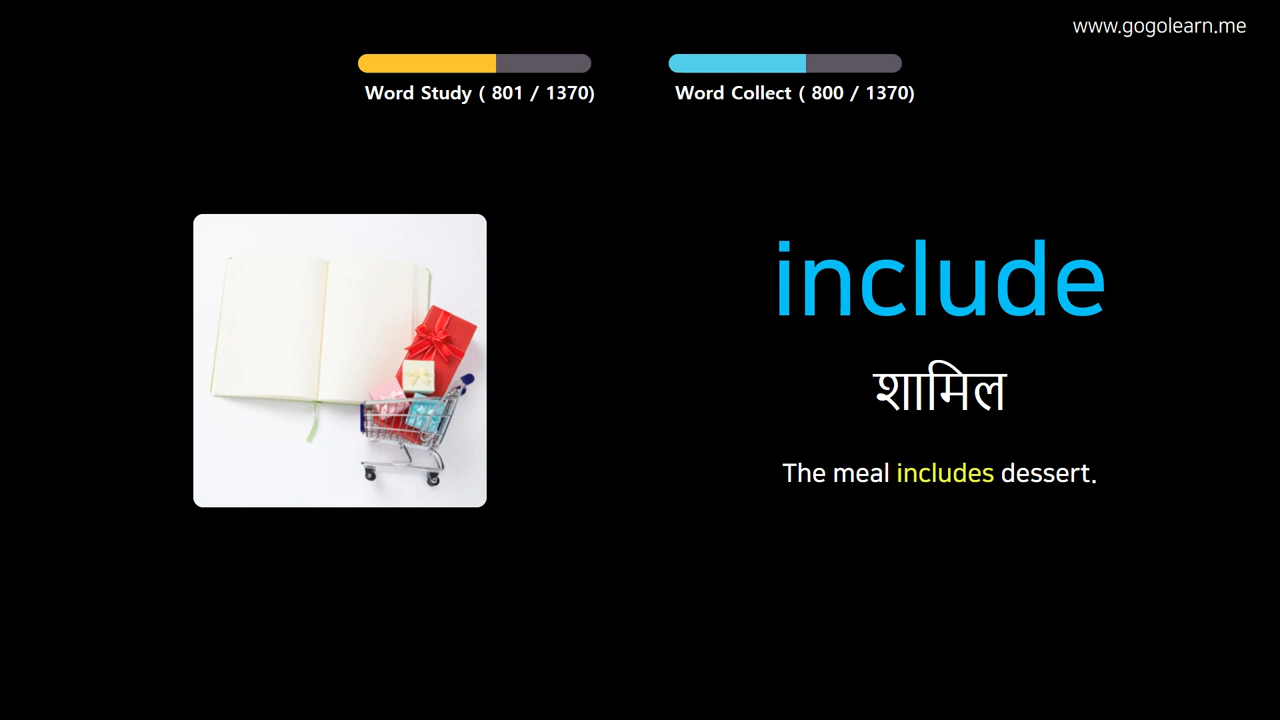 www.gogolearn.me
Word Study ( 801 / 1370)
Word Collect ( 800 / 1370)
include
शामिल
The meal includes dessert.